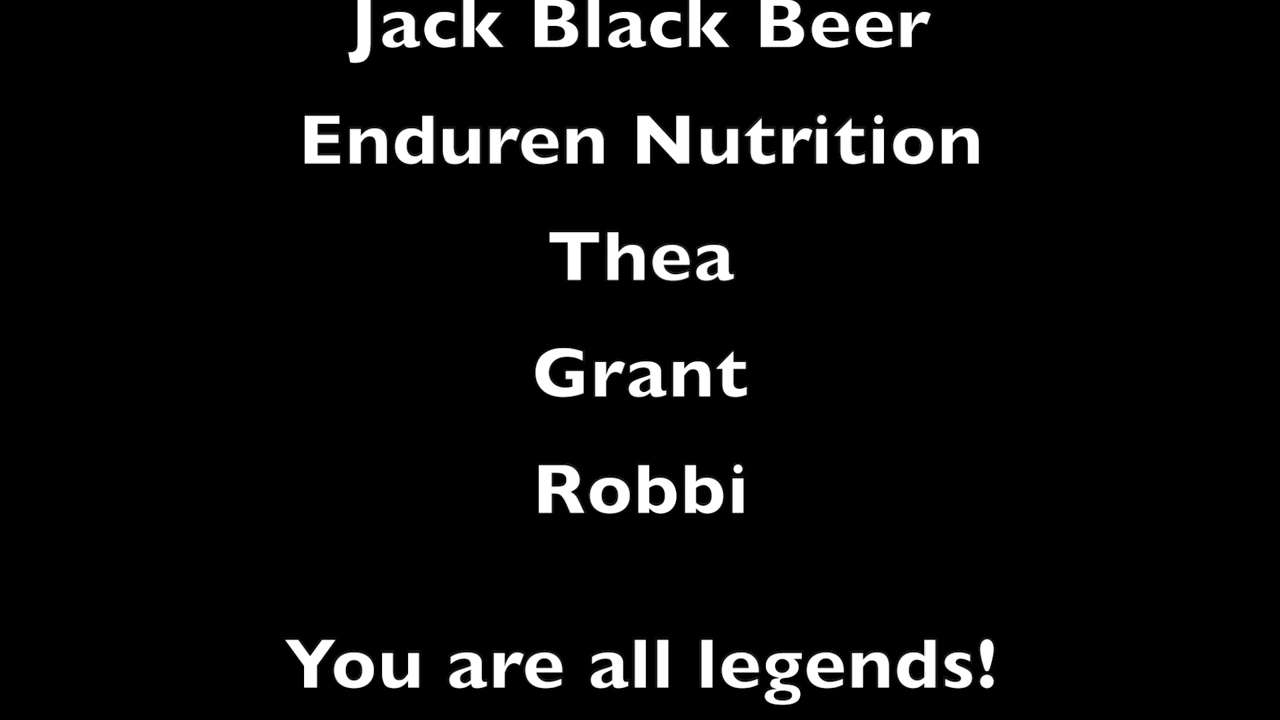 Jack Black Beer
Enduren Nutrition
Thea
Grant
Robbi
You are all legends!